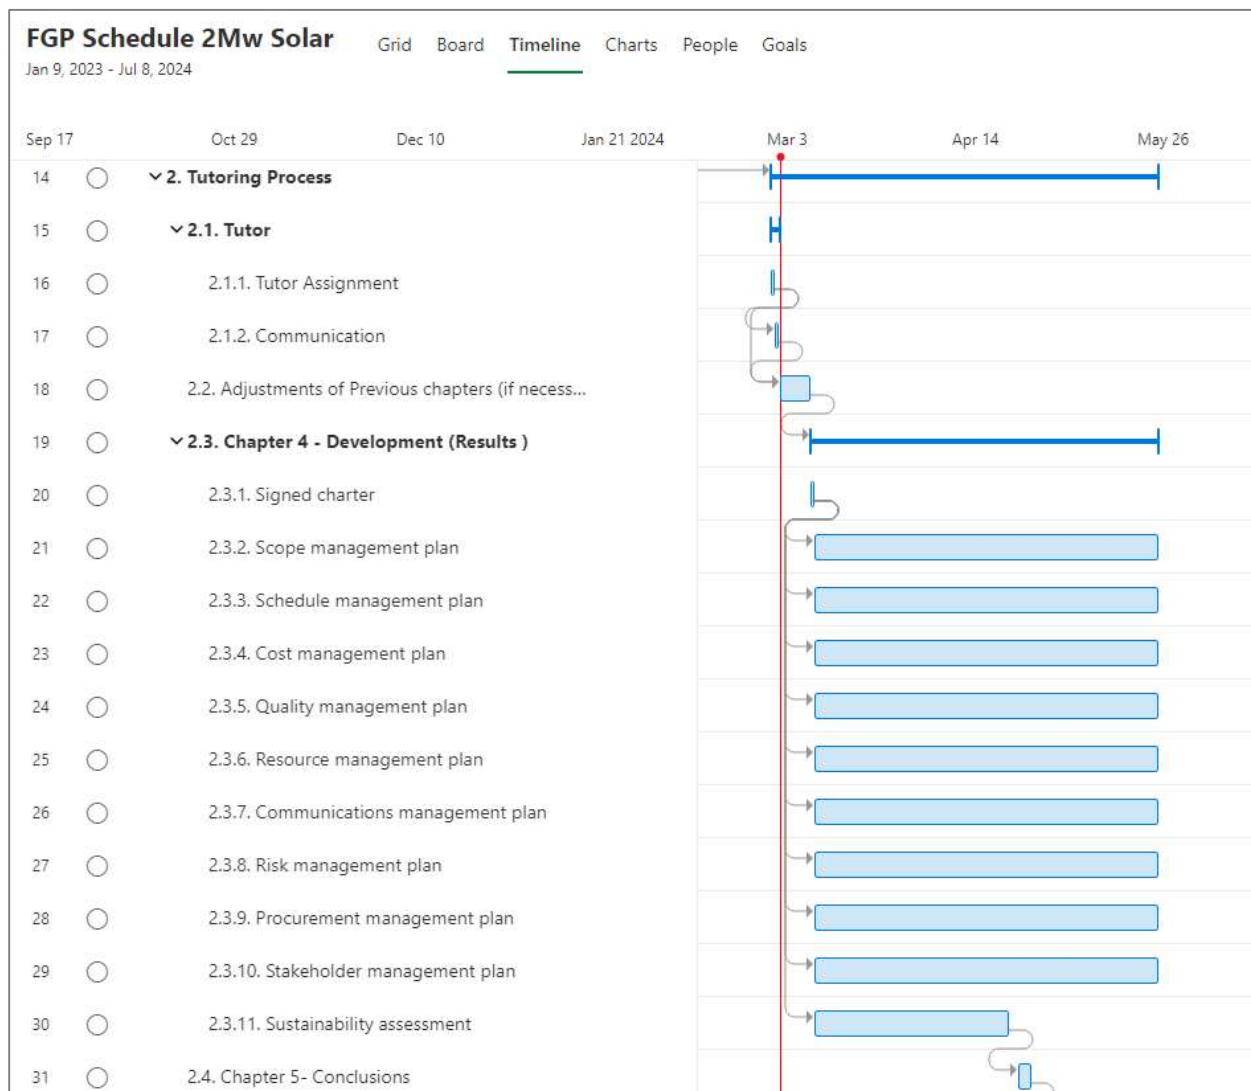 FGP Schedule 2Mw Solar Grid Board Timeline Charts People Goals
Jan 9, 2023 - Jul 8, 2024
Sep 17 Oct 29 Dec 10 Jan 21 2024 Mar 3 Apr 14 May 26
14 2. Tutoring Process
15 2.1. Tutor
16 2.1.1. Tutor Assignment
17 2.1.2. Communication
18 2.2. Adjustments of Previous chapters (if necess...
19 2.3. Chapter 4 - Development (Results )
20 2.3.1. Signed charter
21 2.3.2. Scope management plan
22 2.3.3. Schedule management plan
23 2.3.4. Cost management plan
24 2.3.5. Quality management plan
25 2.3.6. Resource management plan
26 2.3.7. Communications management plan
27 2.3.8. Risk management plan
28 2.3.9. Procurement management plan
29 2.3.10. Stakeholder management plan
30 2.3.11. Sustainability assessment
31 2.4. Chapter 5- Conclusions